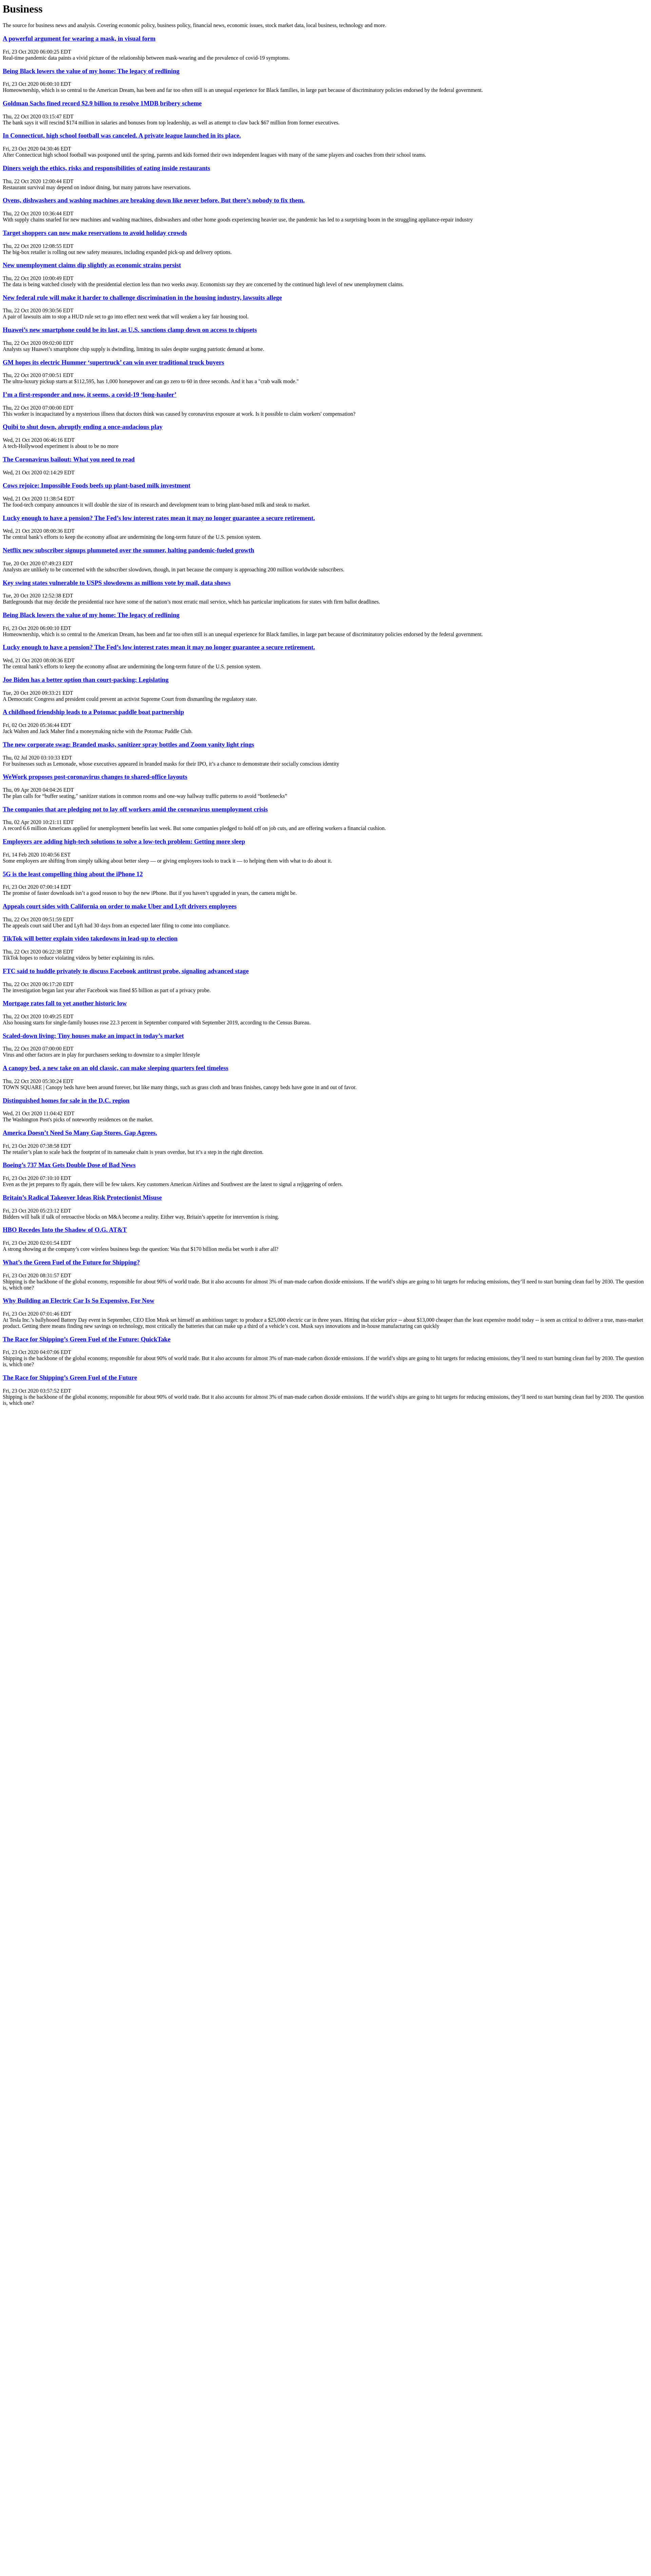 Business
The source for business news and analysis. Covering economic policy, business policy, financial news, economic issues, stock market data, local business, technology and more.
A powerful argument for wearing a mask, in visual form
Fri, 23 Oct 2020 06:00:25 EDT
Real-time pandemic data paints a vivid picture of the relationship between mask-wearing and the prevalence of covid-19 symptoms.
Being Black lowers the value of my home: The legacy of redlining
Fri, 23 Oct 2020 06:00:10 EDT
Homeownership, which is so central to the American Dream, has been and far too often still is an unequal experience for Black families, in large part because of discriminatory policies endorsed by the federal government.
Goldman Sachs fined record $2.9 billion to resolve 1MDB bribery scheme
Thu, 22 Oct 2020 03:15:47 EDT
The bank says it will rescind $174 million in salaries and bonuses from top leadership, as well as attempt to claw back $67 million from former executives.
In Connecticut, high school football was canceled. A private league launched in its place.
Fri, 23 Oct 2020 04:30:46 EDT
After Connecticut high school football was postponed until the spring, parents and kids formed their own independent leagues with many of the same players and coaches from their school teams.
Diners weigh the ethics, risks and responsibilities of eating inside restaurants
Thu, 22 Oct 2020 12:00:44 EDT
Restaurant survival may depend on indoor dining, but many patrons have reservations.
Ovens, dishwashers and washing machines are breaking down like never before. But there’s nobody to fix them.
Thu, 22 Oct 2020 10:36:44 EDT
With supply chains snarled for new machines and washing machines, dishwashers and other home goods experiencing heavier use, the pandemic has led to a surprising boom in the struggling appliance-repair industry
Target shoppers can now make reservations to avoid holiday crowds
Thu, 22 Oct 2020 12:08:55 EDT
The big-box retailer is rolling out new safety measures, including expanded pick-up and delivery options.
New unemployment claims dip slightly as economic strains persist
Thu, 22 Oct 2020 10:00:49 EDT
The data is being watched closely with the presidential election less than two weeks away. Economists say they are concerned by the continued high level of new unemployment claims.
New federal rule will make it harder to challenge discrimination in the housing industry, lawsuits allege
Thu, 22 Oct 2020 09:30:56 EDT
A pair of lawsuits aim to stop a HUD rule set to go into effect next week that will weaken a key fair housing tool.
Huawei’s new smartphone could be its last, as U.S. sanctions clamp down on access to chipsets
Thu, 22 Oct 2020 09:02:00 EDT
Analysts say Huawei’s smartphone chip supply is dwindling, limiting its sales despite surging patriotic demand at home.
GM hopes its electric Hummer ‘supertruck’ can win over traditional truck buyers
Thu, 22 Oct 2020 07:00:51 EDT
The ultra-luxury pickup starts at $112,595, has 1,000 horsepower and can go zero to 60 in three seconds. And it has a "crab walk mode."
I’m a first-responder and now, it seems, a covid-19 ‘long-hauler’
Thu, 22 Oct 2020 07:00:00 EDT
This worker is incapacitated by a mysterious illness that doctors think was caused by coronavirus exposure at work. Is it possible to claim workers' compensation?
Quibi to shut down, abruptly ending a once-audacious play
Wed, 21 Oct 2020 06:46:16 EDT
A tech-Hollywood experiment is about to be no more
The Coronavirus bailout: What you need to read
Wed, 21 Oct 2020 02:14:29 EDT
Cows rejoice: Impossible Foods beefs up plant-based milk investment
Wed, 21 Oct 2020 11:38:54 EDT
The food-tech company announces it will double the size of its research and development team to bring plant-based milk and steak to market.
Lucky enough to have a pension? The Fed’s low interest rates mean it may no longer guarantee a secure retirement.
Wed, 21 Oct 2020 08:00:36 EDT
The central bank’s efforts to keep the economy afloat are undermining the long-term future of the U.S. pension system.
Netflix new subscriber signups plummeted over the summer, halting pandemic-fueled growth
Tue, 20 Oct 2020 07:49:23 EDT
Analysts are unlikely to be concerned with the subscriber slowdown, though, in part because the company is approaching 200 million worldwide subscribers.
Key swing states vulnerable to USPS slowdowns as millions vote by mail, data shows
Tue, 20 Oct 2020 12:52:38 EDT
Battlegrounds that may decide the presidential race have some of the nation’s most erratic mail service, which has particular implications for states with firm ballot deadlines.
Being Black lowers the value of my home: The legacy of redlining
Fri, 23 Oct 2020 06:00:10 EDT
Homeownership, which is so central to the American Dream, has been and far too often still is an unequal experience for Black families, in large part because of discriminatory policies endorsed by the federal government.
Lucky enough to have a pension? The Fed’s low interest rates mean it may no longer guarantee a secure retirement.
Wed, 21 Oct 2020 08:00:36 EDT
The central bank’s efforts to keep the economy afloat are undermining the long-term future of the U.S. pension system.
Joe Biden has a better option than court-packing: Legislating
Tue, 20 Oct 2020 09:33:21 EDT
A Democratic Congress and president could prevent an activist Supreme Court from dismantling the regulatory state.
A childhood friendship leads to a Potomac paddle boat partnership
Fri, 02 Oct 2020 05:36:44 EDT
Jack Walten and Jack Maher find a moneymaking niche with the Potomac Paddle Club.
The new corporate swag: Branded masks, sanitizer spray bottles and Zoom vanity light rings
Thu, 02 Jul 2020 03:10:33 EDT
For businesses such as Lemonade, whose executives appeared in branded masks for their IPO, it’s a chance to demonstrate their socially conscious identity
WeWork proposes post-coronavirus changes to shared-office layouts
Thu, 09 Apr 2020 04:04:26 EDT
The plan calls for “buffer seating," sanitizer stations in common rooms and one-way hallway traffic patterns to avoid “bottlenecks”
The companies that are pledging not to lay off workers amid the coronavirus unemployment crisis
Thu, 02 Apr 2020 10:21:11 EDT
A record 6.6 million Americans applied for unemployment benefits last week. But some companies pledged to hold off on job cuts, and are offering workers a financial cushion.
Employers are adding high-tech solutions to solve a low-tech problem: Getting more sleep
Fri, 14 Feb 2020 10:40:56 EST
Some employers are shifting from simply talking about better sleep — or giving employees tools to track it — to helping them with what to do about it.
5G is the least compelling thing about the iPhone 12
Fri, 23 Oct 2020 07:00:14 EDT
The promise of faster downloads isn’t a good reason to buy the new iPhone. But if you haven’t upgraded in years, the camera might be.
Appeals court sides with California on order to make Uber and Lyft drivers employees
Thu, 22 Oct 2020 09:51:59 EDT
The appeals court said Uber and Lyft had 30 days from an expected later filing to come into compliance.
TikTok will better explain video takedowns in lead-up to election
Thu, 22 Oct 2020 06:22:38 EDT
TikTok hopes to reduce violating videos by better explaining its rules.
FTC said to huddle privately to discuss Facebook antitrust probe, signaling advanced stage
Thu, 22 Oct 2020 06:17:20 EDT
The investigation began last year after Facebook was fined $5 billion as part of a privacy probe.
Mortgage rates fall to yet another historic low
Thu, 22 Oct 2020 10:49:25 EDT
Also housing starts for single-family houses rose 22.3 percent in September compared with September 2019, according to the Census Bureau.
Scaled-down living: Tiny houses make an impact in today’s market
Thu, 22 Oct 2020 07:00:00 EDT
Virus and other factors are in play for purchasers seeking to downsize to a simpler lifestyle
A canopy bed, a new take on an old classic, can make sleeping quarters feel timeless
Thu, 22 Oct 2020 05:30:24 EDT
TOWN SQUARE | Canopy beds have been around forever, but like many things, such as grass cloth and brass finishes, canopy beds have gone in and out of favor.
Distinguished homes for sale in the D.C. region
Wed, 21 Oct 2020 11:04:42 EDT
The Washington Post's picks of noteworthy residences on the market.
America Doesn’t Need So Many Gap Stores. Gap Agrees.
Fri, 23 Oct 2020 07:38:58 EDT
The retailer’s plan to scale back the footprint of its namesake chain is years overdue, but it’s a step in the right direction.
Boeing’s 737 Max Gets Double Dose of Bad News
Fri, 23 Oct 2020 07:10:10 EDT
Even as the jet prepares to fly again, there will be few takers. Key customers American Airlines and Southwest are the latest to signal a rejiggering of orders.
Britain’s Radical Takeover Ideas Risk Protectionist Misuse
Fri, 23 Oct 2020 05:23:12 EDT
Bidders will balk if talk of retroactive blocks on M&A become a reality. Either way, Britain’s appetite for intervention is rising.
HBO Recedes Into the Shadow of O.G. AT&T
Fri, 23 Oct 2020 02:01:54 EDT
A strong showing at the company’s core wireless business begs the question: Was that $170 billion media bet worth it after all?
What’s the Green Fuel of the Future for Shipping?
Fri, 23 Oct 2020 08:31:57 EDT
Shipping is the backbone of the global economy, responsible for about 90% of world trade. But it also accounts for almost 3% of man-made carbon dioxide emissions. If the world’s ships are going to hit targets for reducing emissions, they’ll need to start burning clean fuel by 2030. The question
is, which one?
Why Building an Electric Car Is So Expensive, For Now
Fri, 23 Oct 2020 07:01:46 EDT
At Tesla Inc.’s ballyhooed Battery Day event in September, CEO Elon Musk set himself an ambitious target: to produce a $25,000 electric car in three years. Hitting that sticker price -- about $13,000 cheaper than the least expensive model today -- is seen as critical to deliver a true, mass-market
product. Getting there means finding new savings on technology, most critically the batteries that can make up a third of a vehicle’s cost. Musk says innovations and in-house manufacturing can quickly
The Race for Shipping’s Green Fuel of the Future: QuickTake
Fri, 23 Oct 2020 04:07:06 EDT
Shipping is the backbone of the global economy, responsible for about 90% of world trade. But it also accounts for almost 3% of man-made carbon dioxide emissions. If the world’s ships are going to hit targets for reducing emissions, they’ll need to start burning clean fuel by 2030. The question
is, which one?
The Race for Shipping’s Green Fuel of the Future
Fri, 23 Oct 2020 03:57:52 EDT
Shipping is the backbone of the global economy, responsible for about 90% of world trade. But it also accounts for almost 3% of man-made carbon dioxide emissions. If the world’s ships are going to hit targets for reducing emissions, they’ll need to start burning clean fuel by 2030. The question
is, which one?